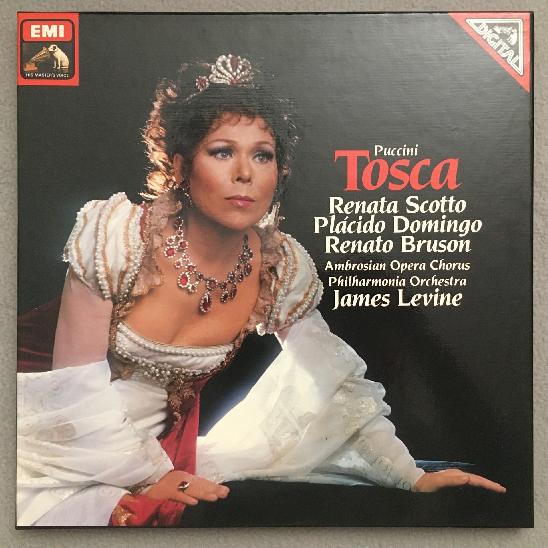 EMI
HIS MASTER'S VOICE
DIGITAL
Puccini
Tosca
Renata Scotto
Plácido Domingo
Renato Bruson
Ambrosian Opera Chorus
Philharmonia Orchestra
James Levine